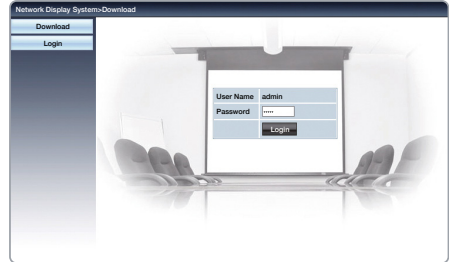 Network Display System>Download
Download
Login
User Name admin
Password •••••
Login